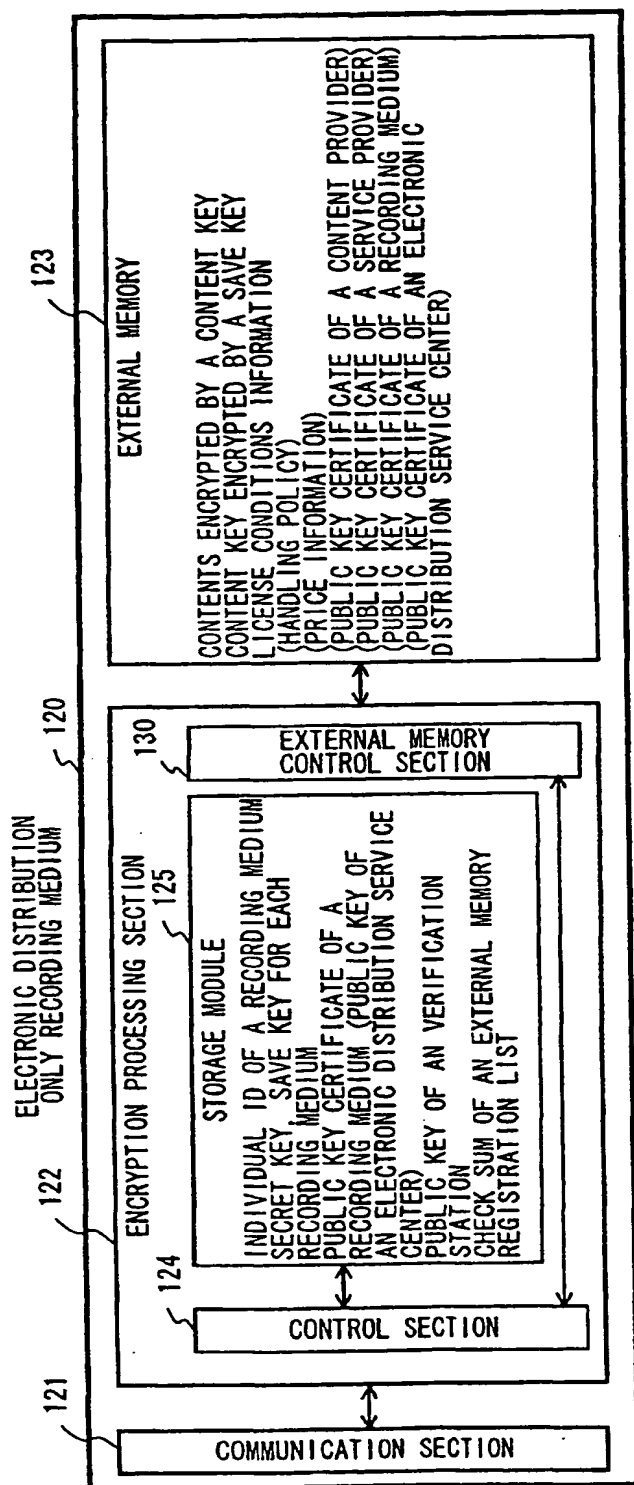 ELECTRONIC DISTRIBUTION
ONLY RECORDING MEDIUM
120
121
COMMUNICATION SECTION
122
ENCRYPTION PROCESSING SECTION
124
CONTROL SECTION
125
STORAGE MODULE
INDIVIDUAL ID OF A RECORDING MEDIUM
SECRET KEY, SAVE KEY FOR EACH
RECORDING MEDIUM
PUBLIC KEY CERTIFICATE OF A
RECORDING MEDIUM (PUBLIC KEY OF
AN ELECTRONIC DISTRIBUTION SERVICE
CENTER)
PUBLIC KEY OF AN VERIFICATION
STATION
CHECK SUM OF AN EXTERNAL MEMORY
REGISTRATION LIST
130
EXTERNAL MEMORY
CONTROL SECTION
123
EXTERNAL MEMORY
CONTENTS ENCRYPTED BY A CONTENT KEY
CONTENT KEY ENCRYPTED BY A SAVE KEY
LICENSE CONDITIONS INFORMATION
(HANDLING POLICY)
(PRICE INFORMATION)
(PUBLIC KEY CERTIFICATE OF A CONTENT PROVIDER)
(PUBLIC KEY CERTIFICATE OF A SERVICE PROVIDER)
(PUBLIC KEY CERTIFICATE OF A RECORDING MEDIUM)
(PUBLIC KEY CERTIFICATE OF AN ELECTRONIC
DISTRIBUTION SERVICE CENTER)